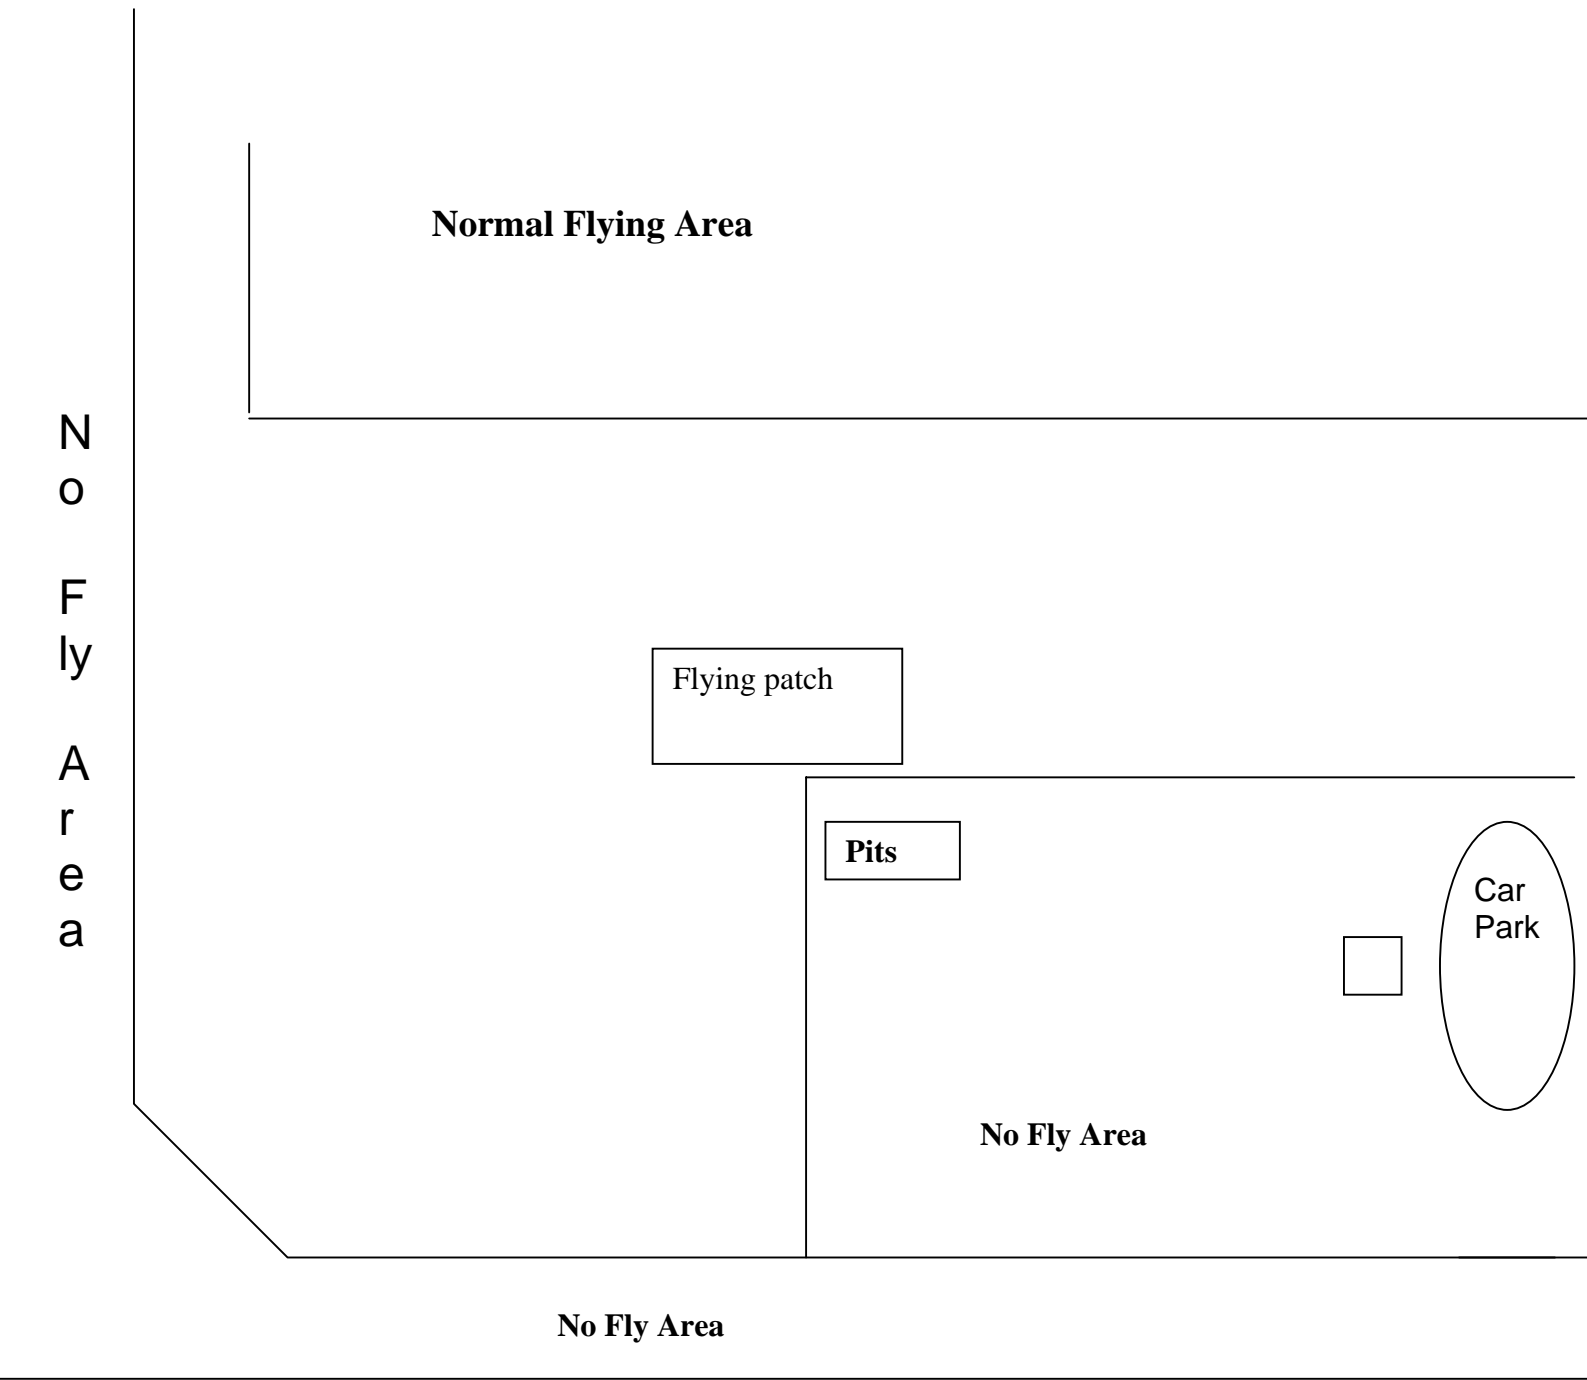 Normal Flying Area
N
o
F
ly
A
r
e
a
Flying patch
Pits
Car
Park
No Fly Area
No Fly Area